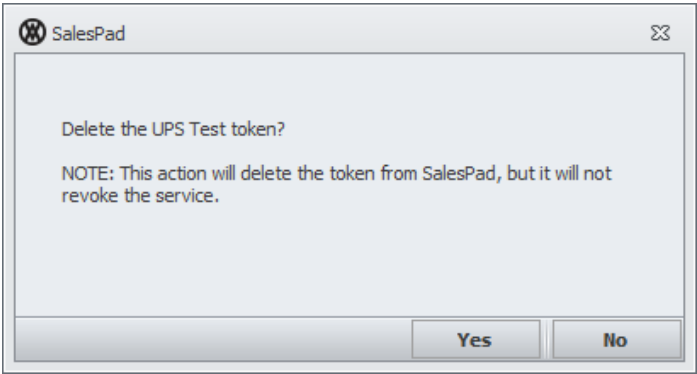 SalesPad
Delete the UPS Test token?
NOTE: This action will delete the token from SalesPad, but it will not
revoke the service.
Yes
No